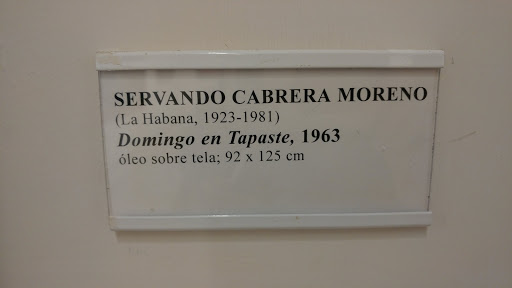 SERVANDO CABRERA MORENO
(La Habana, 1923-1981)
Domingo en Tapaste, 1963
óleo sobre tela; 92 x 125 cm